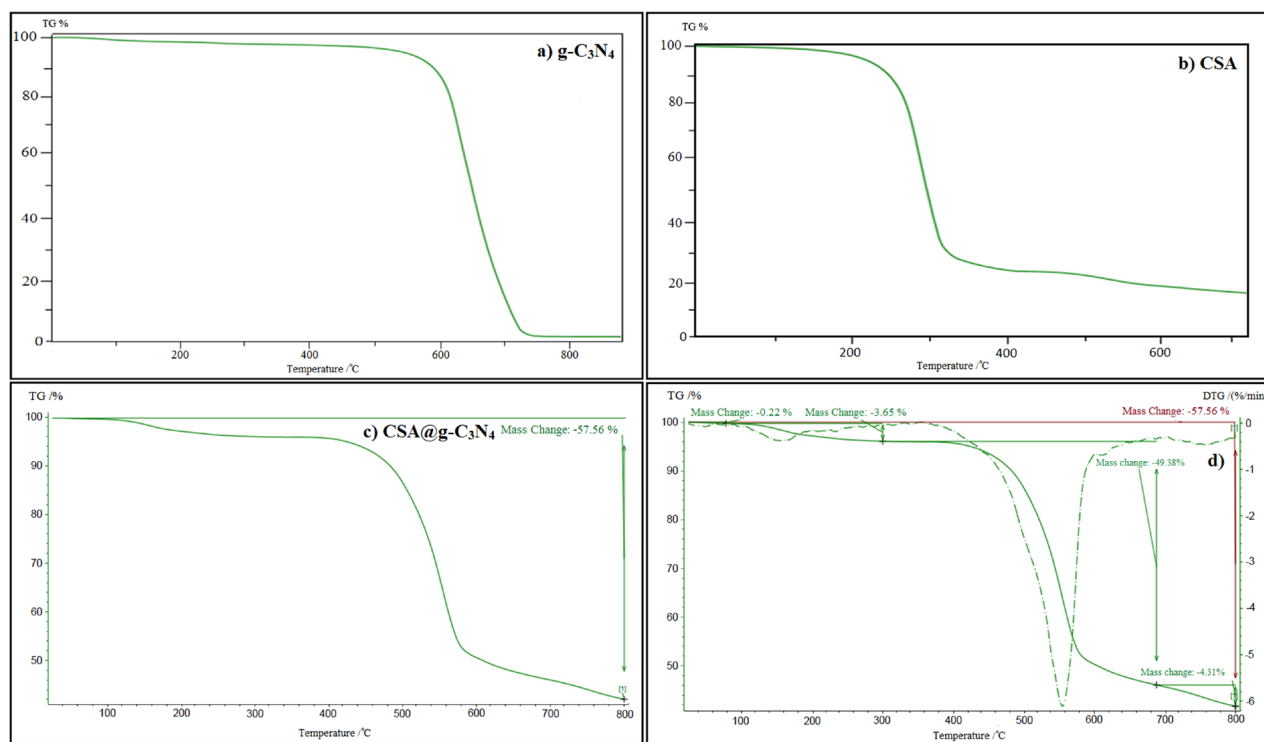 TG %
a) g-C₃N₄
100
80
60
40
20
0
200
400
600
800
Temperature /°C
TG %
b) CSA
100
80
60
40
20
0
200
400
600
Temperature /°C
TG /%
c) CSA@g-C₃N₄
Mass Change: -57.56 %
100
90
80
70
60
50
[1]
100
200
300
400
500
600
700
800
Temperature /°C
TG /%
DTG /(%/min)
Mass Change: -0.22 %
Mass Change: -3.65 %
Mass Change: -57.56 %
d)
Mass change: -49.38%
Mass change: -4.31%
100
90
80
70
60
50
[1]
0
-1
-2
-3
-4
-5
-6
100
200
300
400
500
600
700
800
Temperature /°C